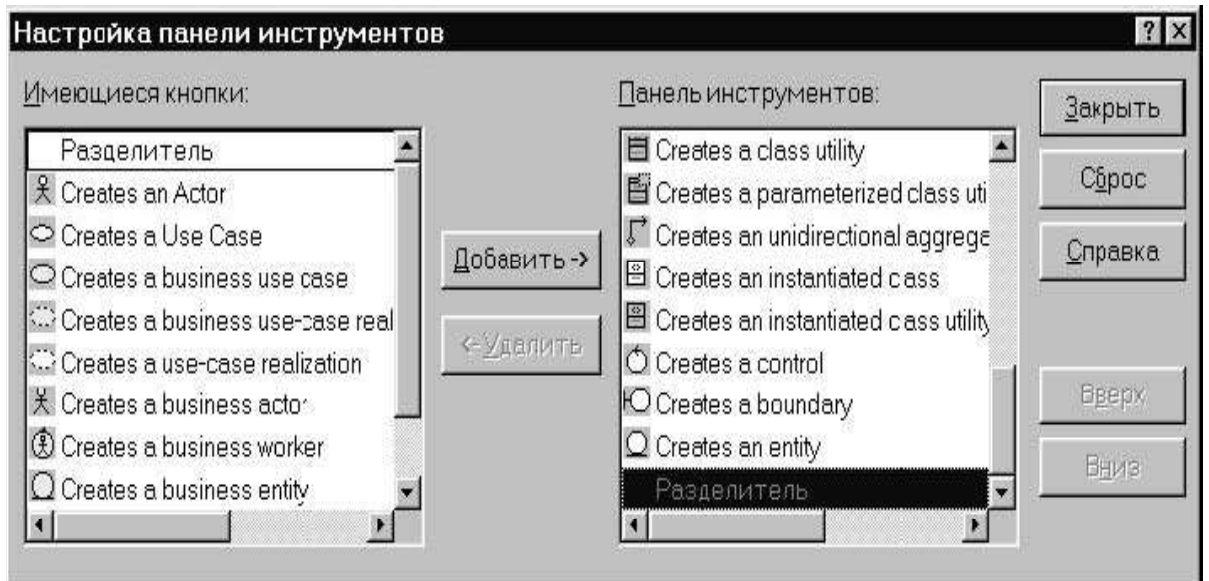 Настройка панели инструментов
Имеющиеся кнопки:
Разделитель
Creates an Actor
Creates a Use Case
Creates a business use case
Creates a business use-case real
Creates a use-case realization
Creates a business actor
Creates a business worker
Creates a business entity
Добавить ->
<- Удалить
Панель инструментов:
Creates a class utility
Creates a parameterized class uti
Creates an unidirectional aggrega
Creates an instantiated class
Creates an instantiated class utility
Creates a control
Creates a boundary
Creates an entity
Разделитель
Закрыть
Сброс
Справка
Вверх
Вниз